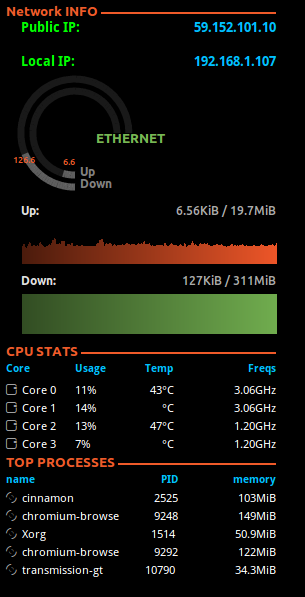 Network INFO
Public IP: 59.152.101.10
Local IP: 192.168.1.107
ETHERNET
126.6 6.6 Up
Down
Up: 6.56KiB / 19.7MiB
Down: 127KiB / 311MiB
CPU STATS
Core Usage Temp Freqs
Core 0 11% 43°C 3.06GHz
Core 1 14% °C 3.06GHz
Core 2 13% 47°C 1.20GHz
Core 3 7% °C 1.20GHz
TOP PROCESSES
name PID memory
cinnamon 2525 103MiB
chromium-browse 9248 149MiB
Xorg 1514 50.9MiB
chromium-browse 9292 122MiB
transmission-gt 10790 34.3MiB